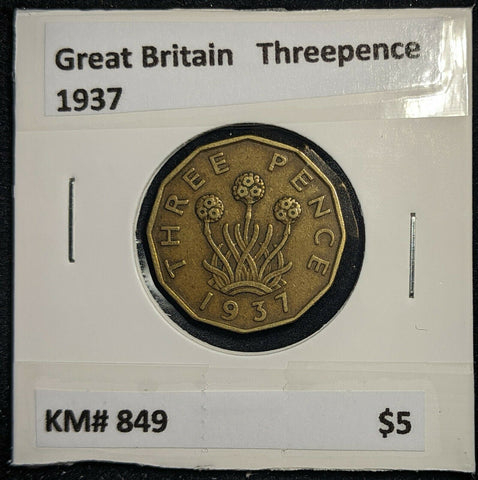 Great Britain Threepence
1937
THREE PENCE
1937
KM# 849 $5